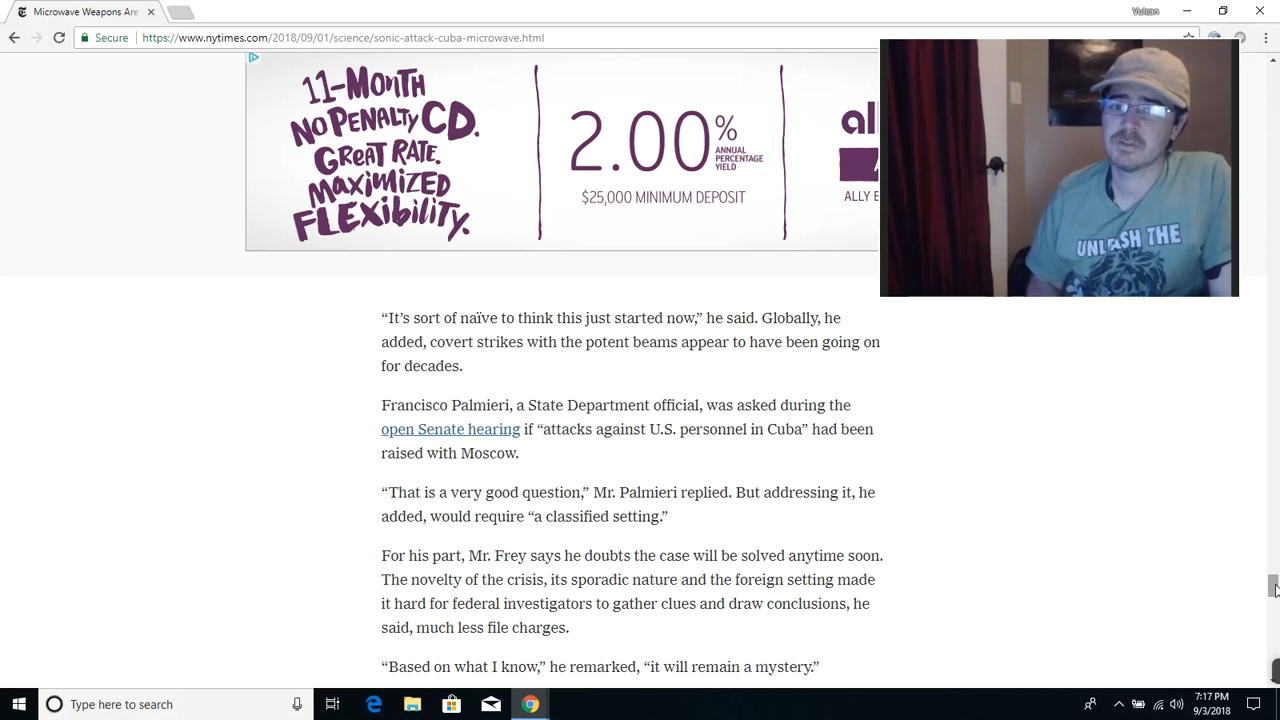 Microwave Weapons Are
Vulcan
Secure
https://www.nytimes.com/2018/09/01/science/sonic-attack-cuba-microwave.html
11-MONTH
NO PENALTY CD.
GREAT RATE.
MAXIMIZED
FLEXIBILITY.
2.00%
ANNUAL
PERCENTAGE
YIELD
$25,000 MINIMUM DEPOSIT
all
A
ALLY B
UNLEASH THE
“It’s sort of naïve to think this just started now,” he said. Globally, he
added, covert strikes with the potent beams appear to have been going on
for decades.
Francisco Palmieri, a State Department official, was asked during the
open Senate hearing if “attacks against U.S. personnel in Cuba” had been
raised with Moscow.
“That is a very good question,” Mr. Palmieri replied. But addressing it, he
added, would require “a classified setting.”
For his part, Mr. Frey says he doubts the case will be solved anytime soon.
The novelty of the crisis, its sporadic nature and the foreign setting made
it hard for federal investigators to gather clues and draw conclusions, he
said, much less file charges.
“Based on what I know,” he remarked, “it will remain a mystery.”
Type here to search
7:17 PM
9/3/2018